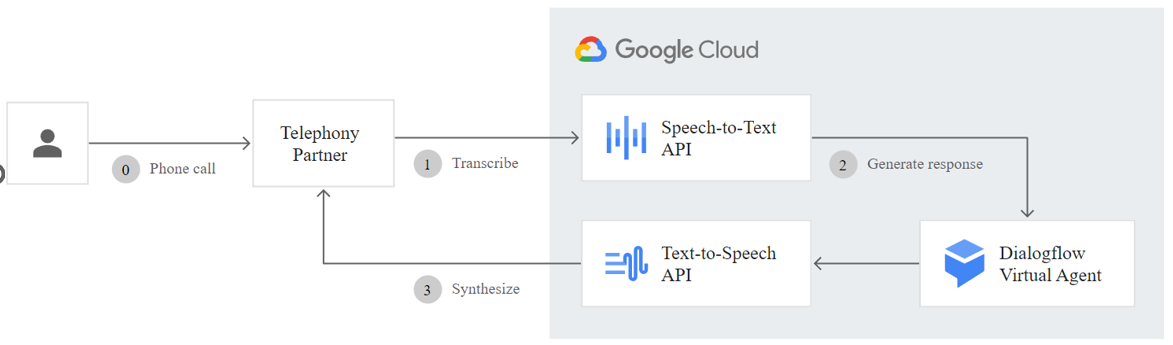 Google Cloud
Telephony
Partner
Speech-to-Text
API
0 Phone call
1 Transcribe
2 Generate response
Text-to-Speech
API
Dialogflow
Virtual Agent
3 Synthesize